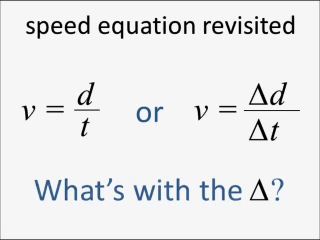 speed equation revisited
v = d/t or v = Δd/Δt
What's with the Δ?